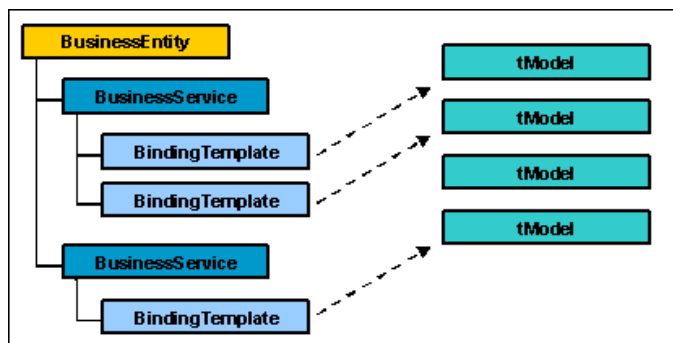 BusinessEntity
BusinessService
BindingTemplate
BindingTemplate
BusinessService
BindingTemplate
tModel
tModel
tModel
tModel